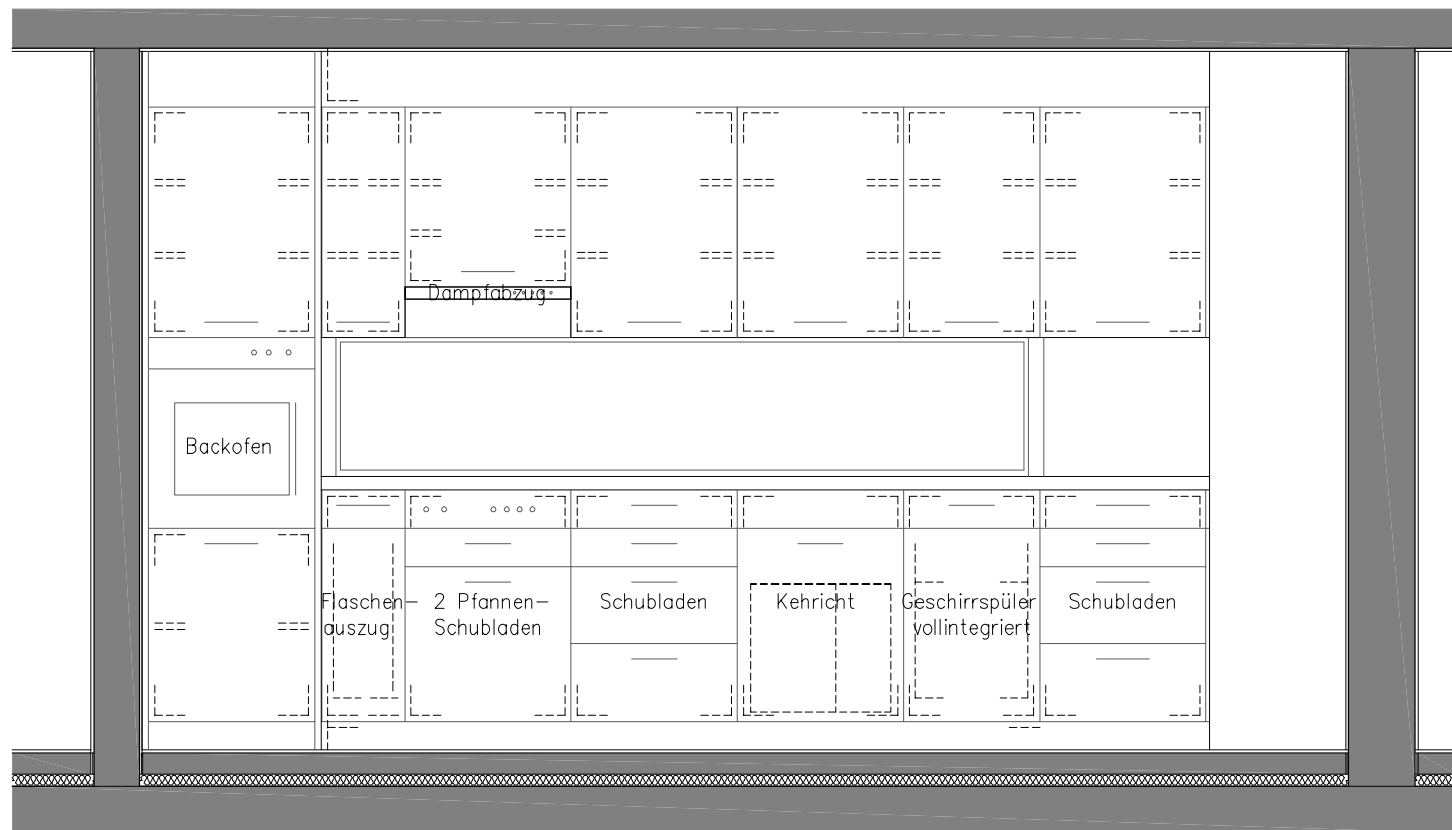 Dampfabzug
Backofen
Flaschen-
auszug
2 Pfannen-
Schubladen
Schubladen
Kehricht
Geschirrspüler
vollintegriert
Schubladen